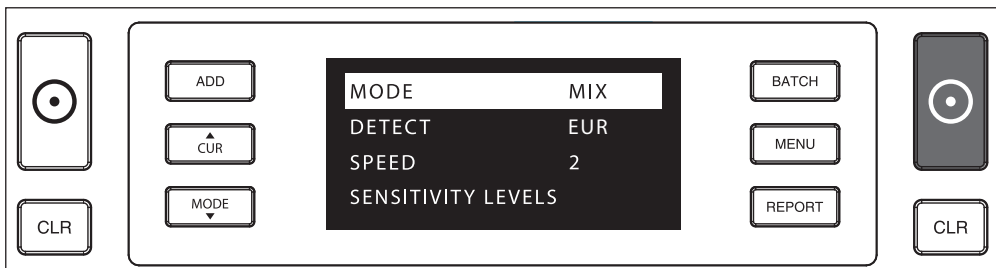 ADD
▲
CUR
MODE
▼
CLR
MODE MIX
DETECT EUR
SPEED 2
SENSITIVITY LEVELS
BATCH
MENU
REPORT
CLR